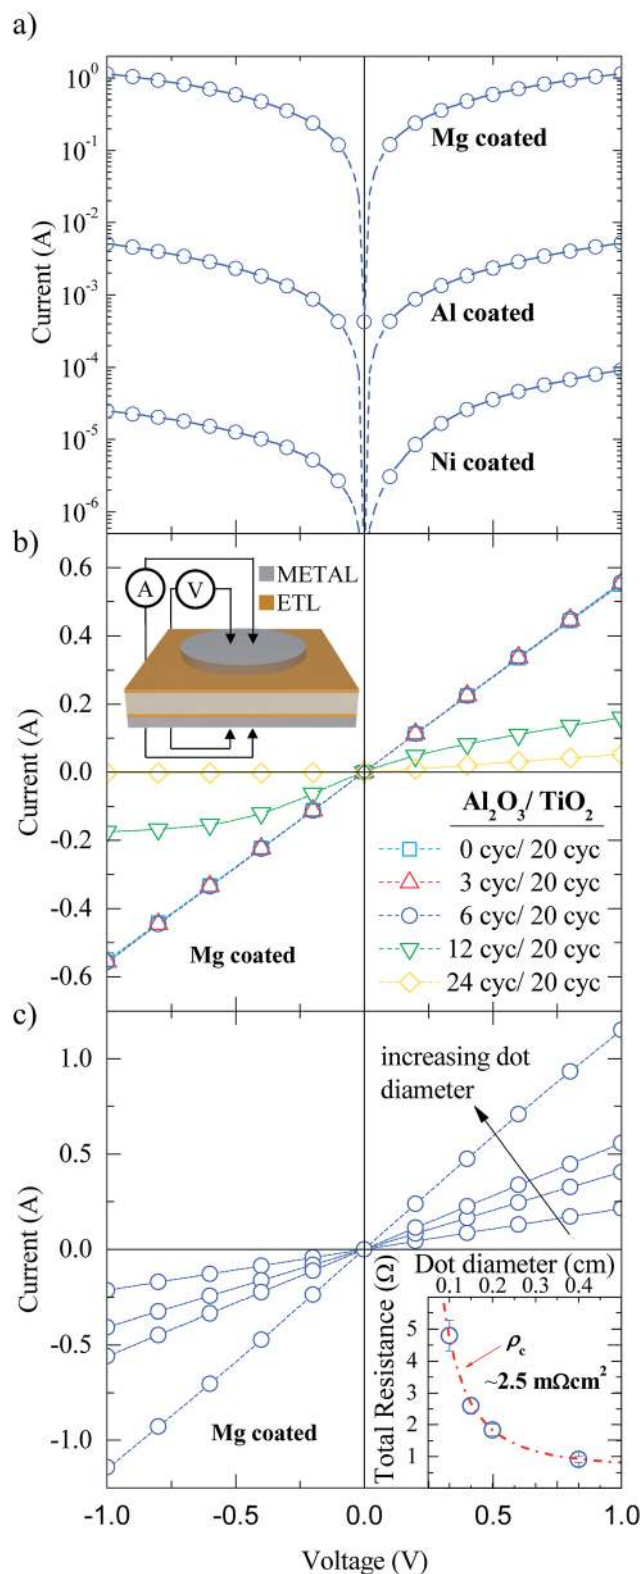 a)
10⁰
10⁻¹
10⁻²
10⁻³
10⁻⁴
10⁻⁵
10⁻⁶
Current (A)
Mg coated
Al coated
Ni coated
b)
0.6
0.4
0.2
0.0
-0.2
-0.4
-0.6
Current (A)
A
V
METAL
ETL
Al₂O₃/ TiO₂
0 cyc/ 20 cyc
3 cyc/ 20 cyc
6 cyc/ 20 cyc
12 cyc/ 20 cyc
24 cyc/ 20 cyc
Mg coated
c)
1.0
0.5
0.0
-0.5
-1.0
Current (A)
increasing dot
diameter
Mg coated
Dot diameter (cm)
0.1 0.2 0.3 0.4
Total Resistance (Ω)
5
4
3
2
1
ρc
~2.5 mΩcm²
-1.0 -0.5 0.0 0.5 1.0
Voltage (V)